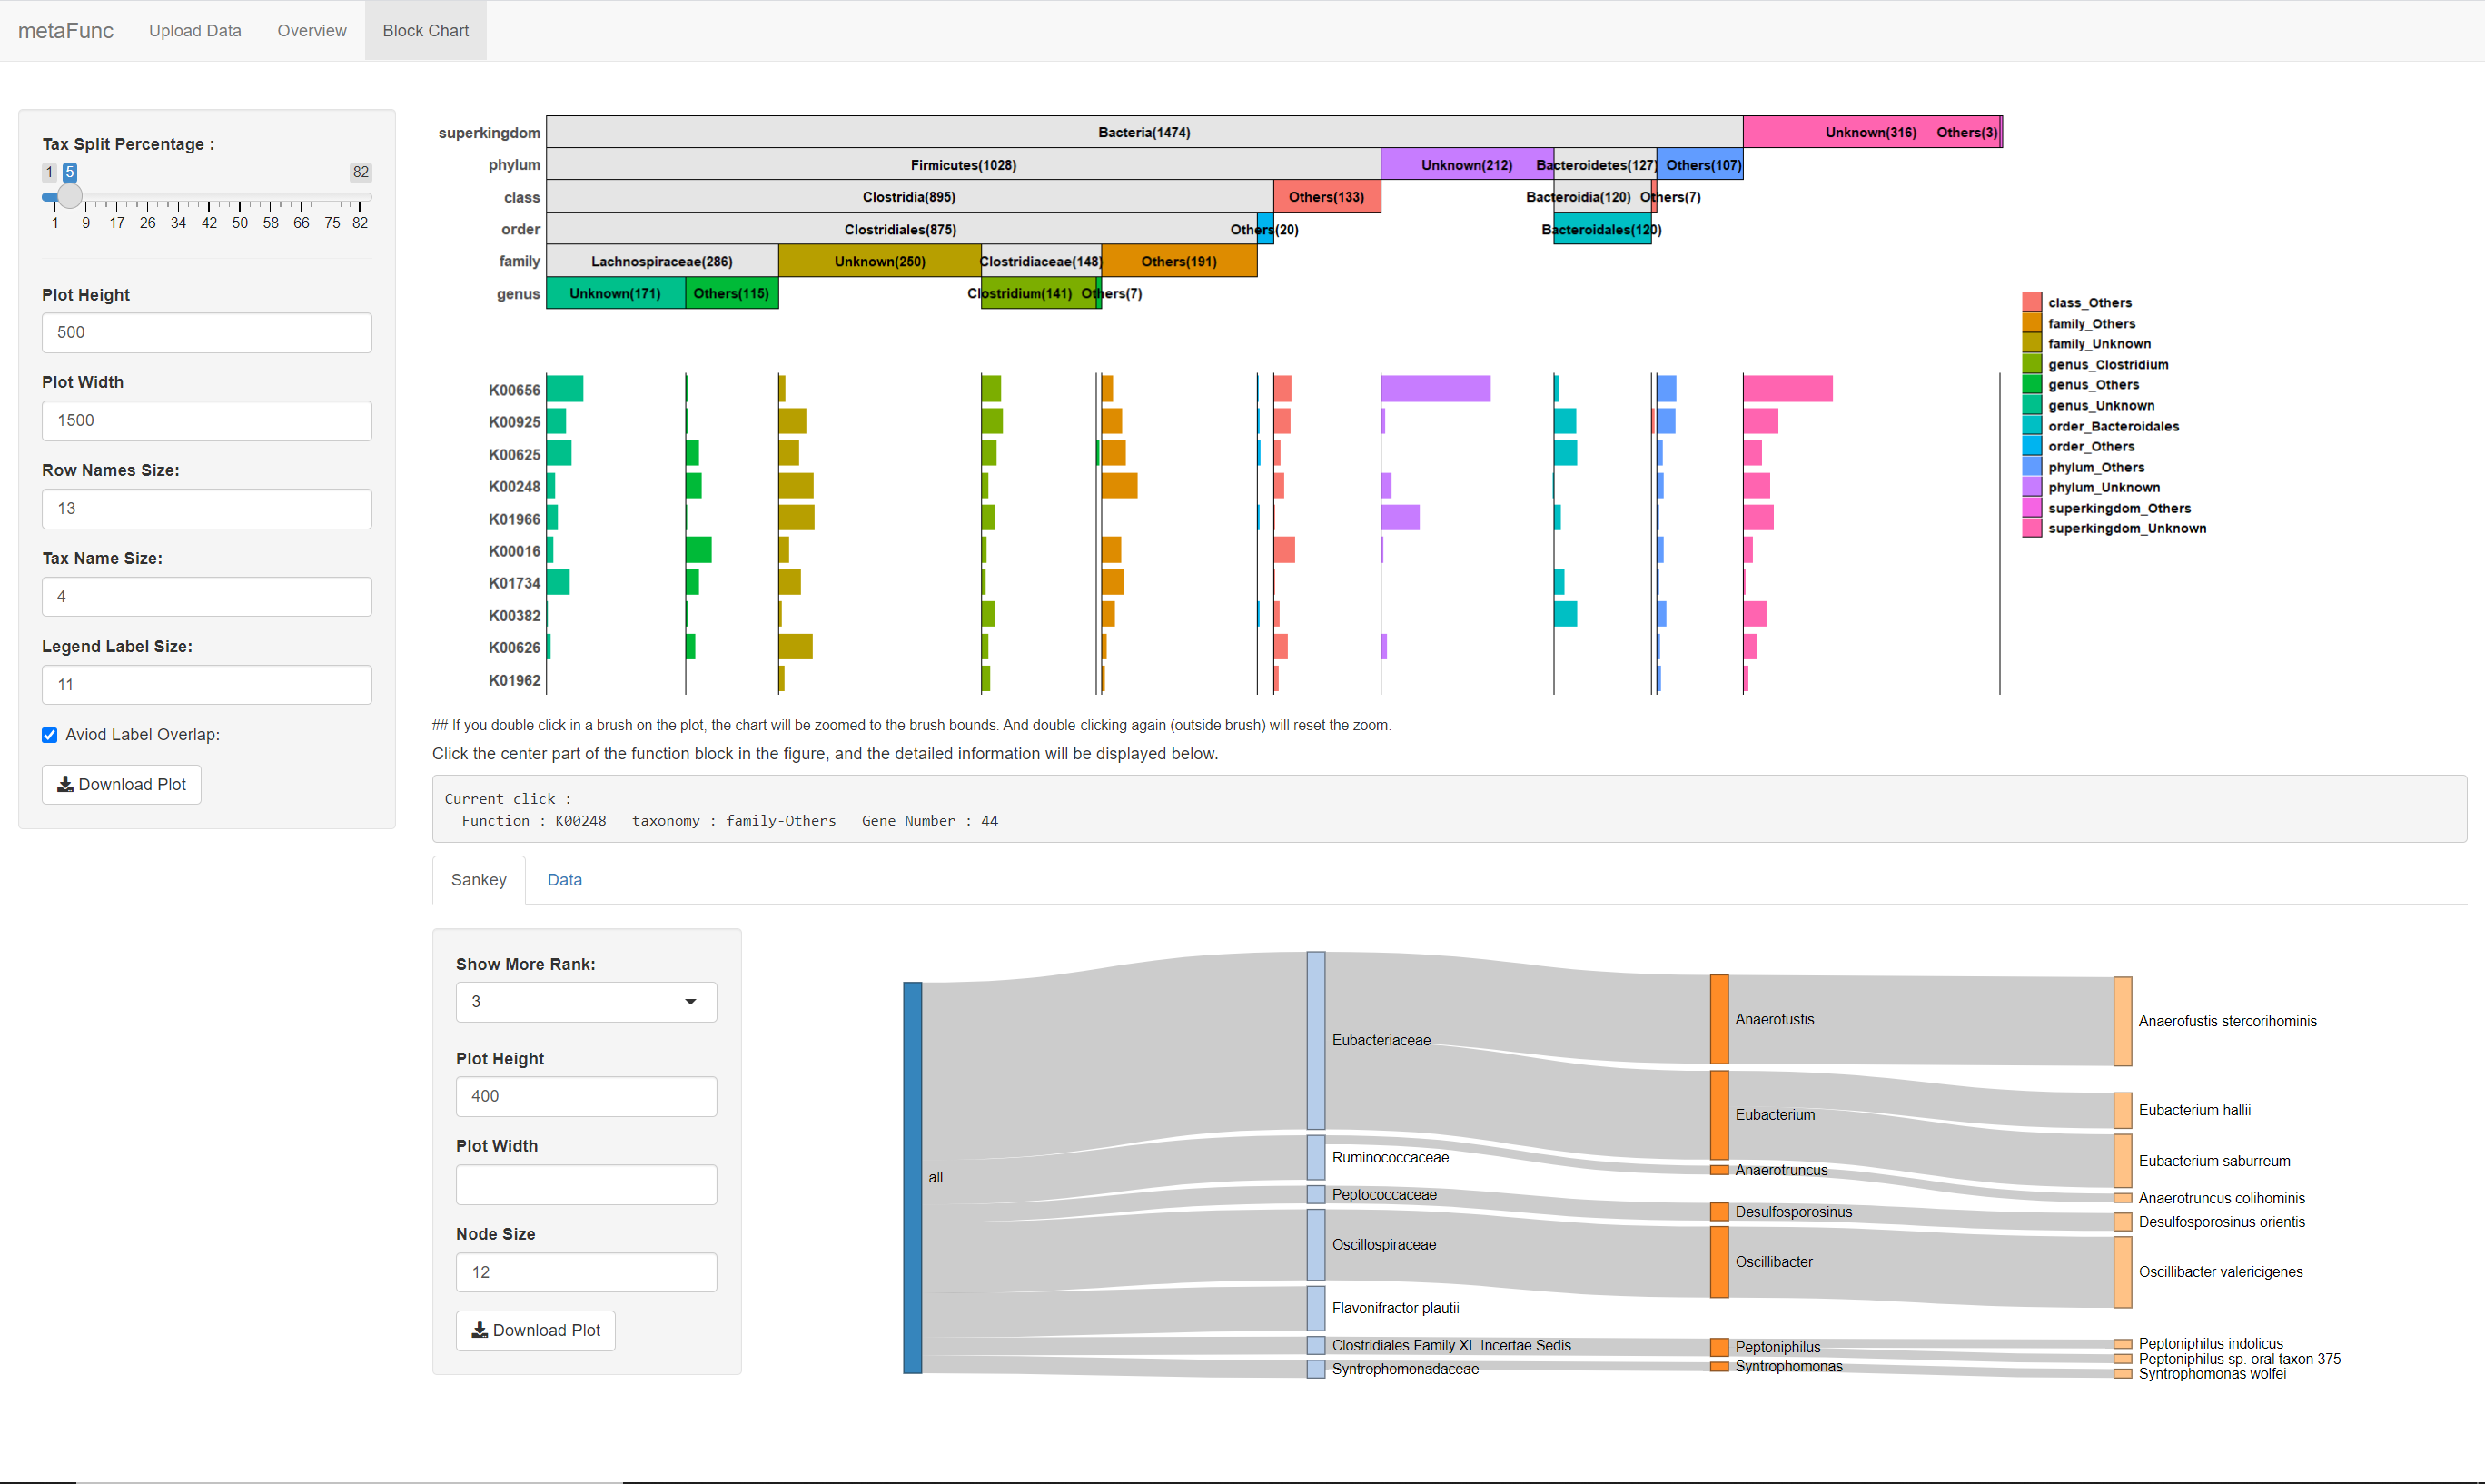 metaFunc Upload Data Overview Block Chart
Tax Split Percentage :
1 5 82
1 9 17 26 34 42 50 58 66 75 82
Plot Height
500
Plot Width
1500
Row Names Size:
13
Tax Name Size:
4
Legend Label Size:
11
Aviod Label Overlap:
Download Plot
superkingdom Bacteria(1474) Unknown(316) Others(3)
phylum Firmicutes(1028) Unknown(212) Bacteroidetes(127) Others(107)
class Clostridia(895) Others(133) Bacteroidia(120) Others(7)
order Clostridiales(875) Others(20) Bacteroidales(120)
family Lachnospiraceae(286) Unknown(250) Clostridiaceae(148) Others(191)
genus Unknown(171) Others(115) Clostridium(141) Others(7)
K00656
K00925
K00625
K00248
K01966
K00016
K01734
K00382
K00626
K01962
class_Others
family_Others
family_Unknown
genus_Clostridium
genus_Others
genus_Unknown
order_Bacteroidales
order_Others
phylum_Others
phylum_Unknown
superkingdom_Others
superkingdom_Unknown
## If you double click in a brush on the plot, the chart will be zoomed to the brush bounds. And double-clicking again (outside brush) will reset the zoom.
Click the center part of the function block in the figure, and the detailed information will be displayed below.
Current click :
Function : K00248 taxonomy : family-Others Gene Number : 44
Sankey Data
Show More Rank:
3
Plot Height
400
Plot Width
Node Size
12
Download Plot
all
Eubacteriaceae
Ruminococcaceae
Peptococcaceae
Oscillospiraceae
Flavonifractor plautii
Clostridiales Family XI. Incertae Sedis
Syntrophomonadaceae
Anaerofustis
Eubacterium
Anaerotruncus
Desulfosporosinus
Oscillibacter
Peptoniphilus
Syntrophomonas
Anaerofustis stercorihominis
Eubacterium hallii
Eubacterium saburreum
Anaerotruncus colihominis
Desulfosporosinus orientis
Oscillibacter valericigenes
Peptoniphilus indolicus
Peptoniphilus sp. oral taxon 375
Syntrophomonas wolfei